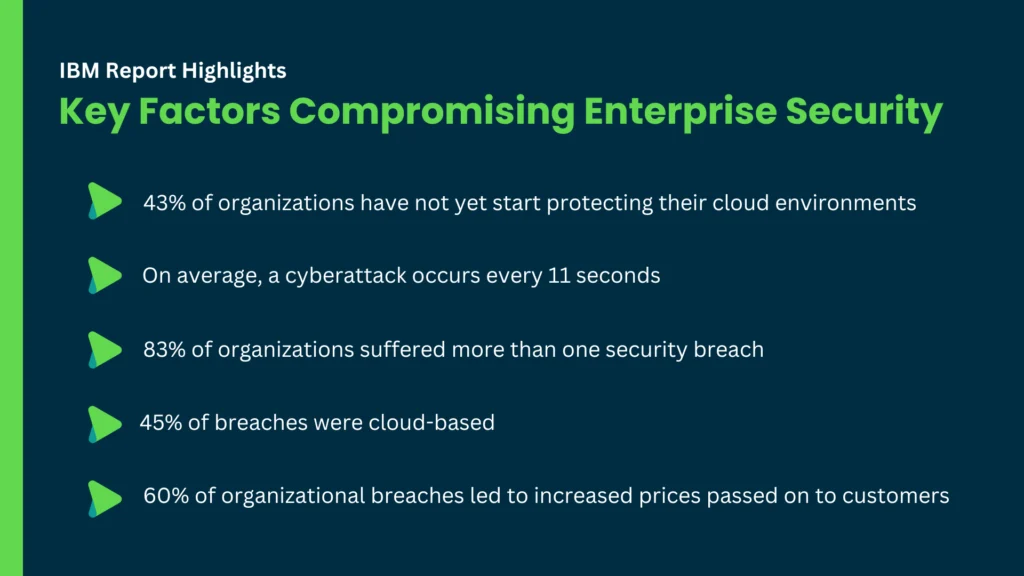 IBM Report Highlights
Key Factors Compromising Enterprise Security
43% of organizations have not yet start protecting their cloud environments
On average, a cyberattack occurs every 11 seconds
83% of organizations suffered more than one security breach
45% of breaches were cloud-based
60% of organizational breaches led to increased prices passed on to customers